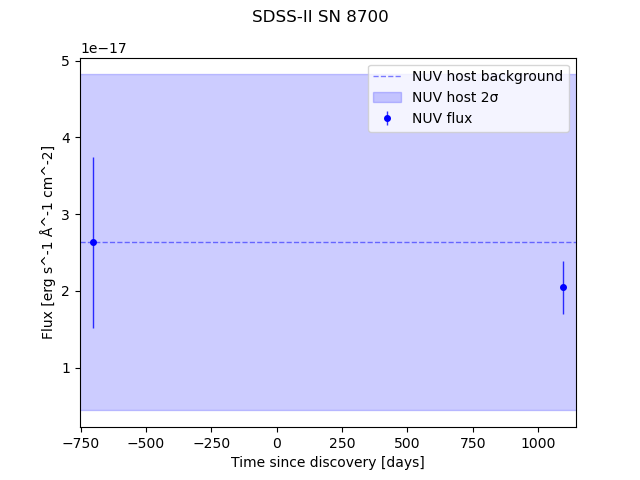 SDSS-II SN 8700
1e−17
NUV host background
NUV host 2σ
NUV flux
5
4
3
2
1
Flux [erg s^-1 Å^-1 cm^-2]
−750
−500
−250
0
250
500
750
1000
Time since discovery [days]